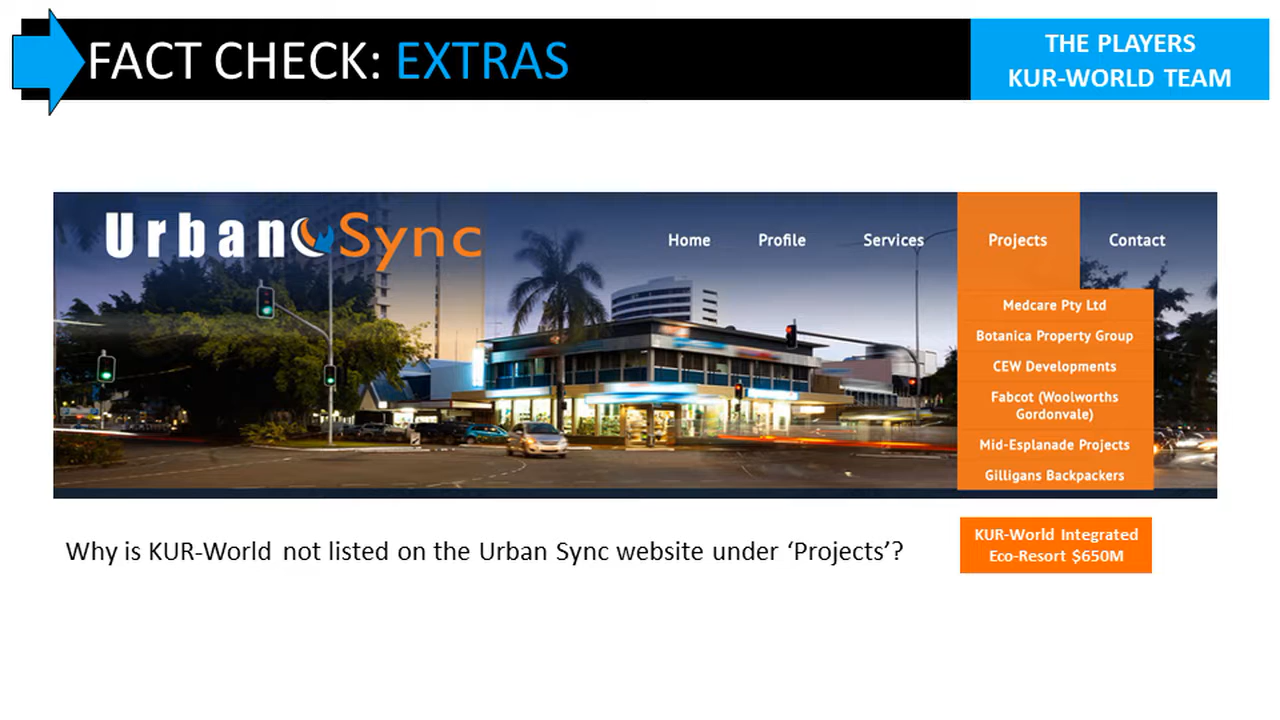 FACT CHECK: EXTRAS
THE PLAYERS
KUR-WORLD TEAM
Urban Sync
Home Profile Services Projects Contact
Medcare Pty Ltd
Botanica Property Group
CEW Developments
Fabcot (Woolworths
Gordonvale)
Mid-Esplanade Projects
Gilligans Backpackers
Why is KUR-World not listed on the Urban Sync website under ‘Projects’?
KUR-World Integrated
Eco-Resort $650M